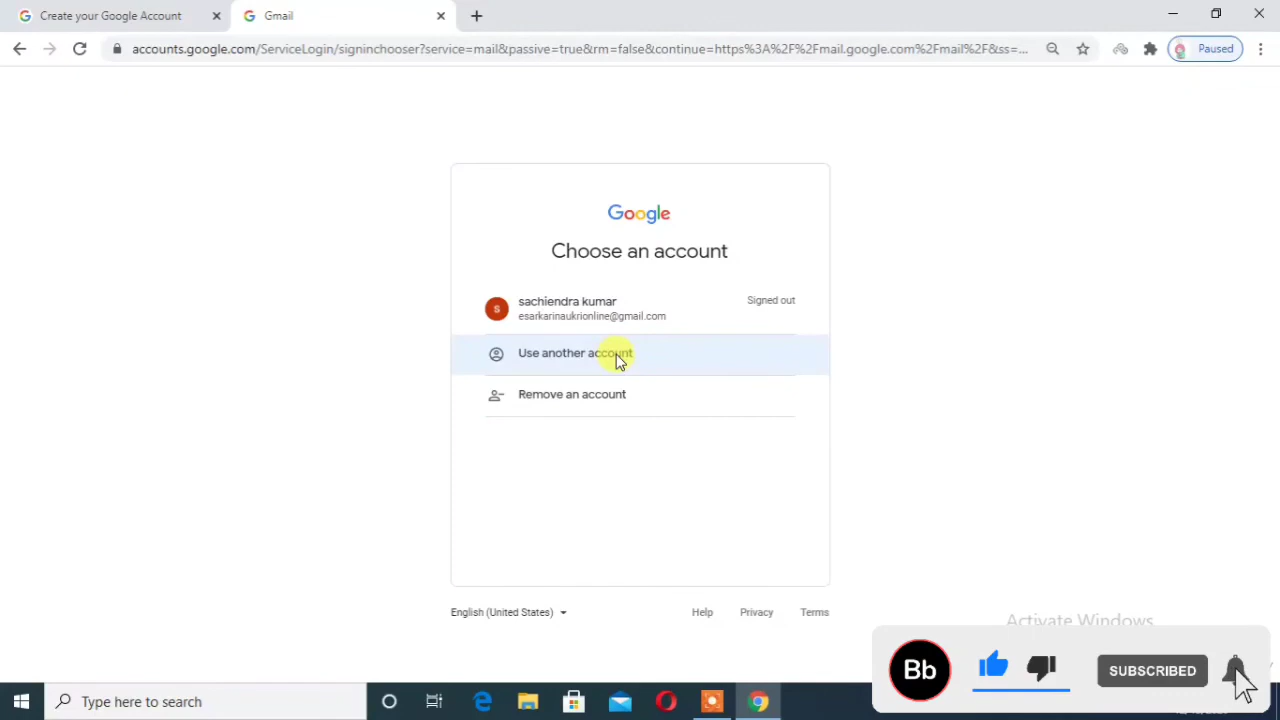 Create your Google Account
Gmail
accounts.google.com/ServiceLogin/signinchooser?service=mail&passive=true&rm=false&continue=https%3A%2F%2Fmail.google.com%2Fmail%2F&ss=...
Paused
Google
Choose an account
S
sachiendra kumar
esarkarinaukrionline@gmail.com
Signed out
Use another account
Remove an account
English (United States)
Help
Privacy
Terms
Activate Windows
Bb
SUBSCRIBED
Type here to search